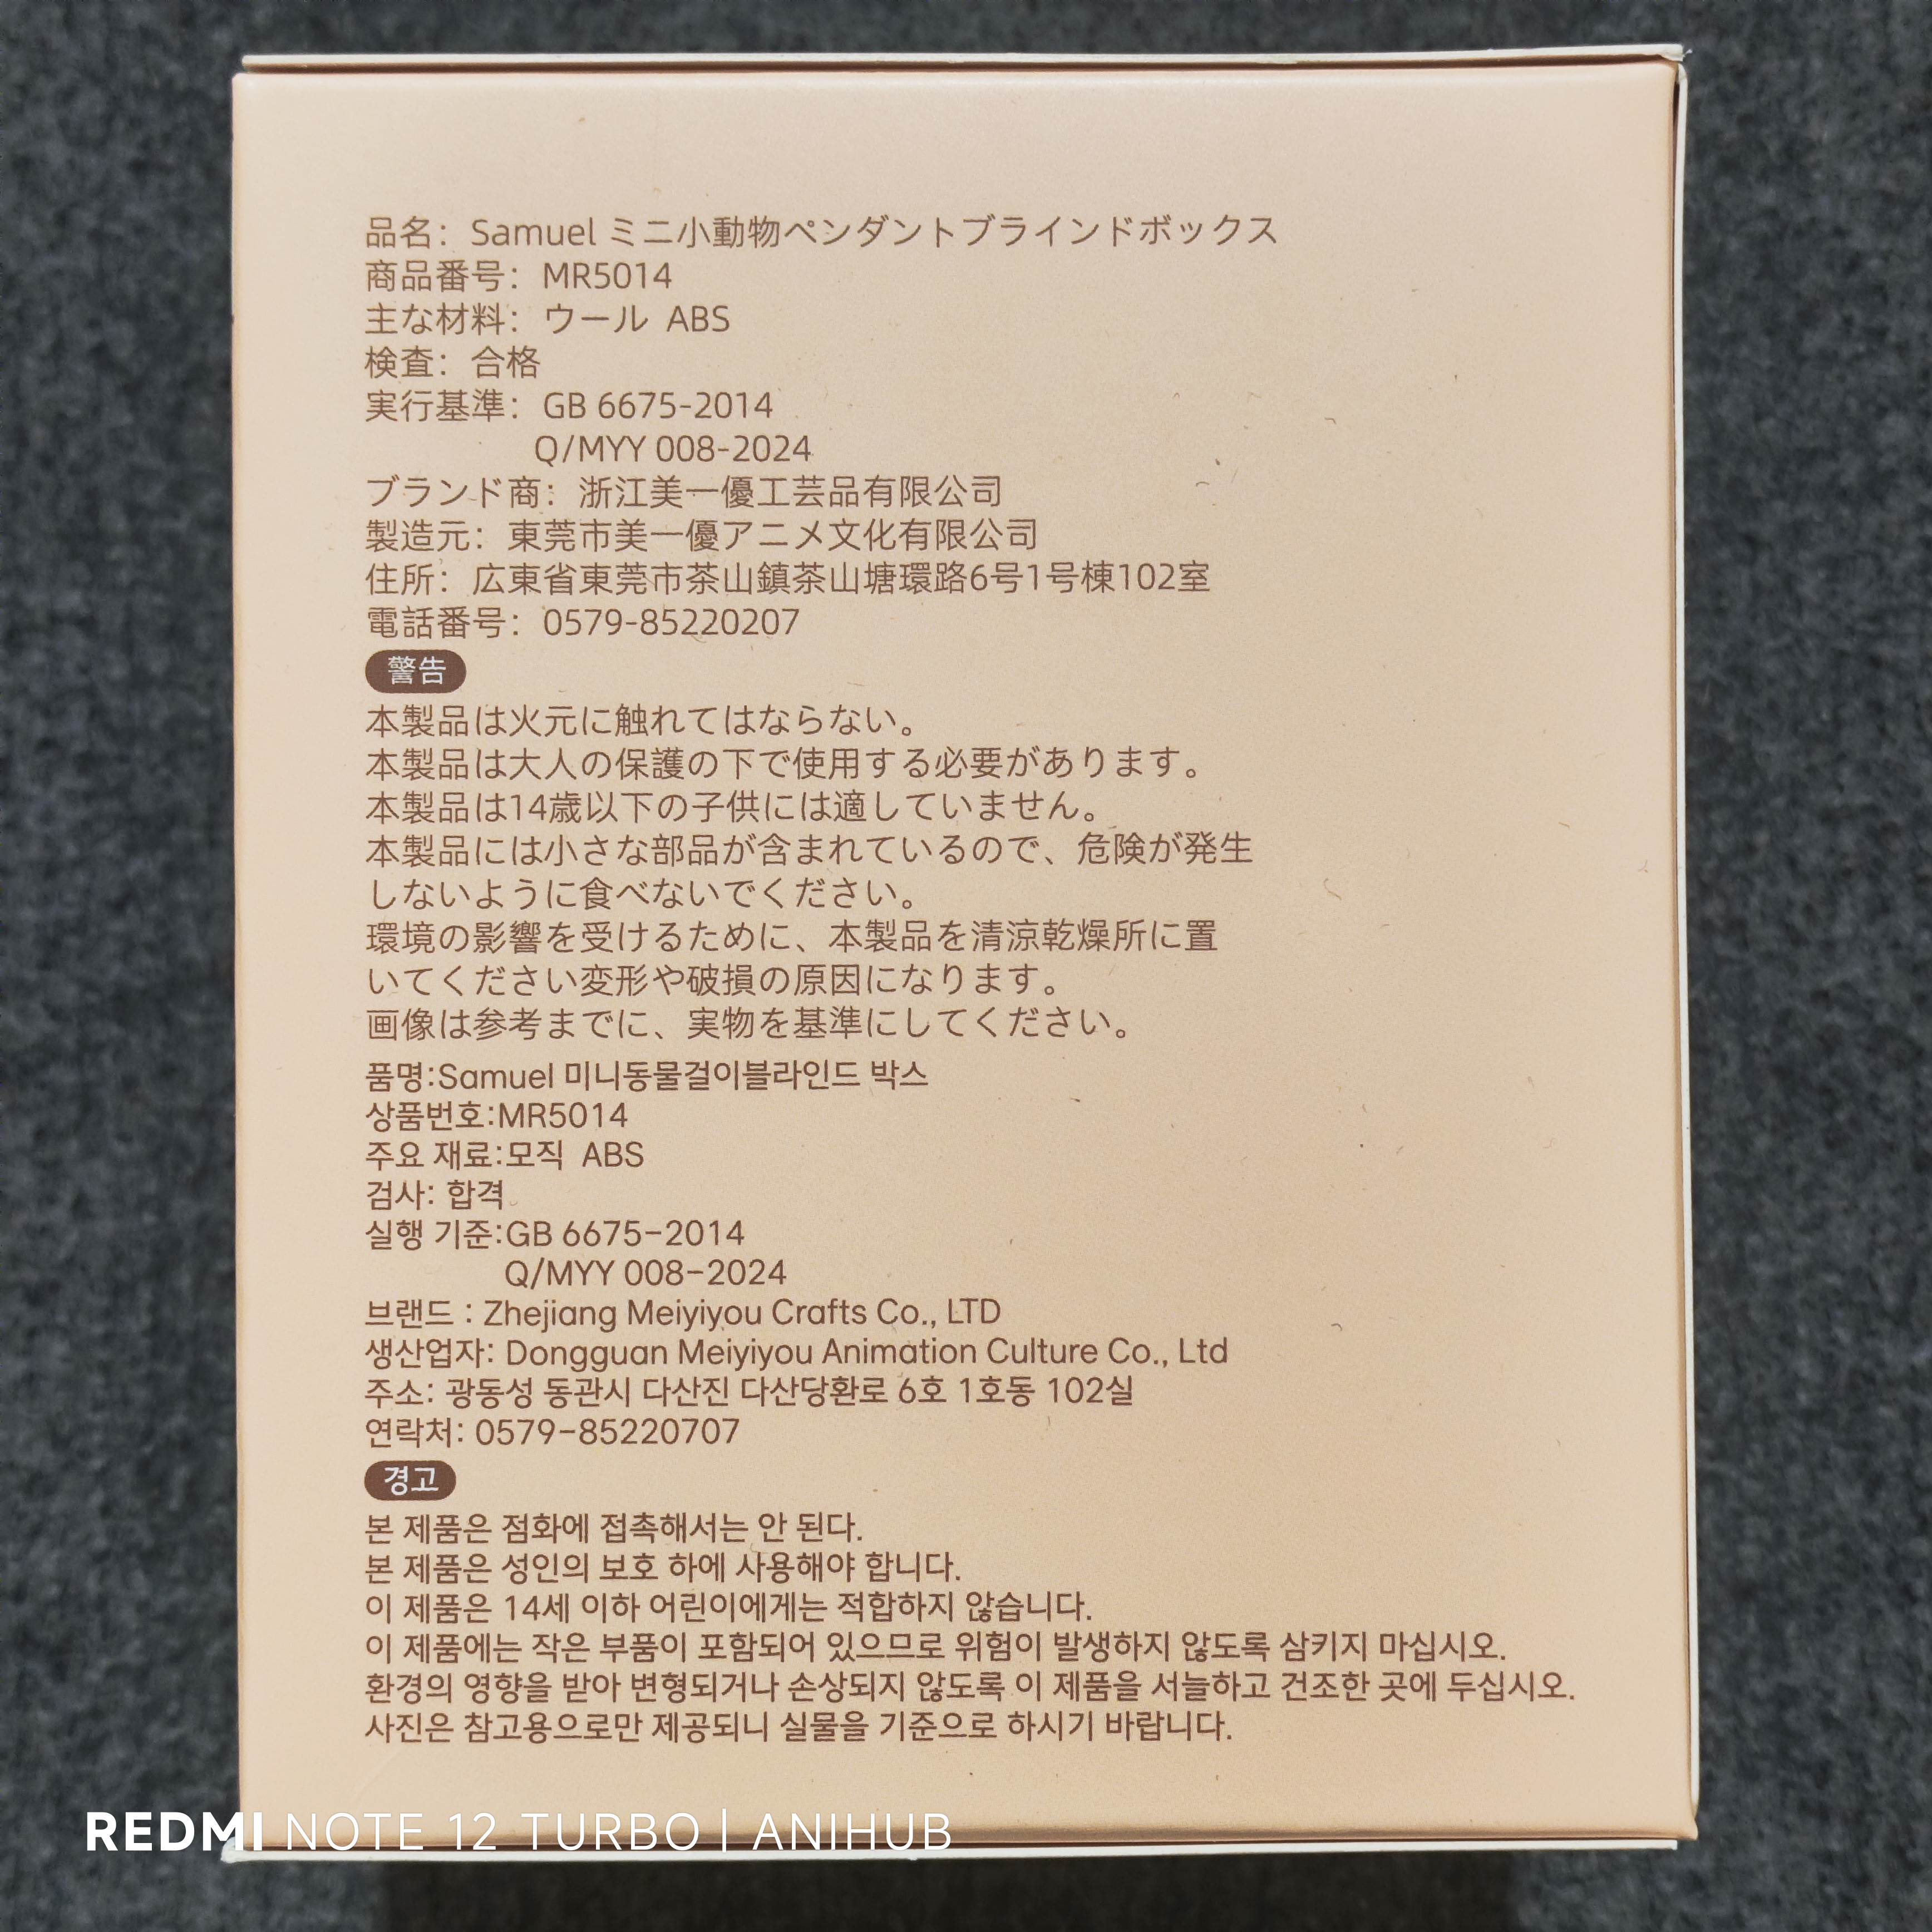 品名：Samuel ミニ小動物ペンダントブラインドボックス
商品番号：MR5014
主な材料：ウール ABS
検査：合格
実行基準：GB 6675-2014
Q/MYY 008-2024
ブランド商：浙江美一優工芸品有限公司
製造元：東莞市美一優アニメ文化有限公司
住所：広東省東莞市茶山鎮茶山塘環路6号1号棟102室
電話番号：0579-85220207
警告
本製品は火元に触れてはならない。
本製品は大人の保護の下で使用する必要があります。
本製品は14歳以下の子供には適していません。
本製品には小さな部品が含まれているので、危険が発生
しないように食べないでください。
環境の影響を受けるために、本製品を清涼乾燥所に置
いてください変形や破損の原因になります。
画像は参考までに、実物を基準にしてください。
품명:Samuel 미니동물걸이블라인드 박스
상품번호:MR5014
주요 재료:모직 ABS
검사: 합격
실행 기준:GB 6675-2014
Q/MYY 008-2024
브랜드 : Zhejiang Meiyiyou Crafts Co., LTD
생산업자: Dongguan Meiyiyou Animation Culture Co., Ltd
주소: 광동성 동관시 다산진 다산당환로 6호 1호동 102실
연락처: 0579-85220707
경고
본 제품은 점화에 접촉해서는 안 된다.
본 제품은 성인의 보호 하에 사용해야 합니다.
이 제품은 14세 이하 어린이에게는 적합하지 않습니다.
이 제품에는 작은 부품이 포함되어 있으므로 위험이 발생하지 않도록 삼키지 마십시오.
환경의 영향을 받아 변형되거나 손상되지 않도록 이 제품을 서늘하고 건조한 곳에 두십시오.
사진은 참고용으로만 제공되니 실물을 기준으로 하시기 바랍니다.
REDMI NOTE 12 TURBO | ANIHUB